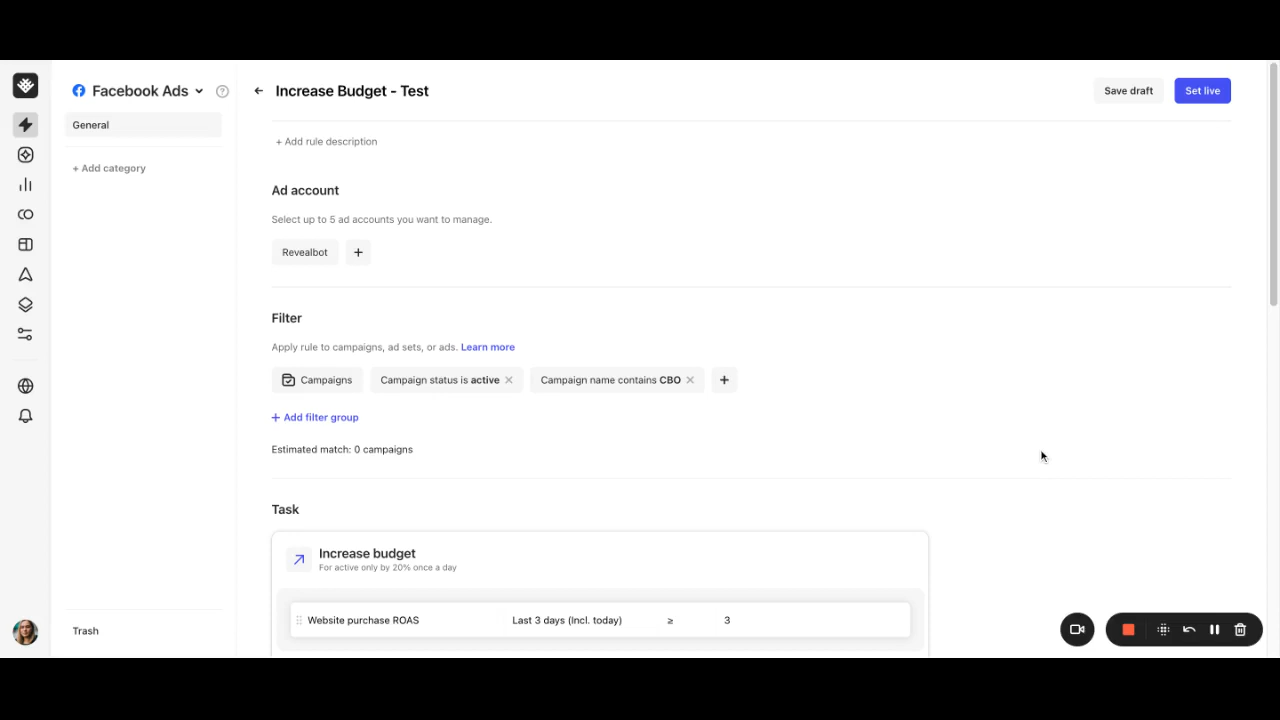 Facebook Ads
Increase Budget - Test
Save draft
Set live
General
+ Add category
+ Add rule description
Ad account
Select up to 5 ad accounts you want to manage.
Revealbot
+
Filter
Apply rule to campaigns, ad sets, or ads. Learn more
Campaigns
Campaign status is active
Campaign name contains CBO
+
+ Add filter group
Estimated match: 0 campaigns
Task
Increase budget
For active only by 20% once a day
Website purchase ROAS
Last 3 days (Incl. today)
≥
3
Trash